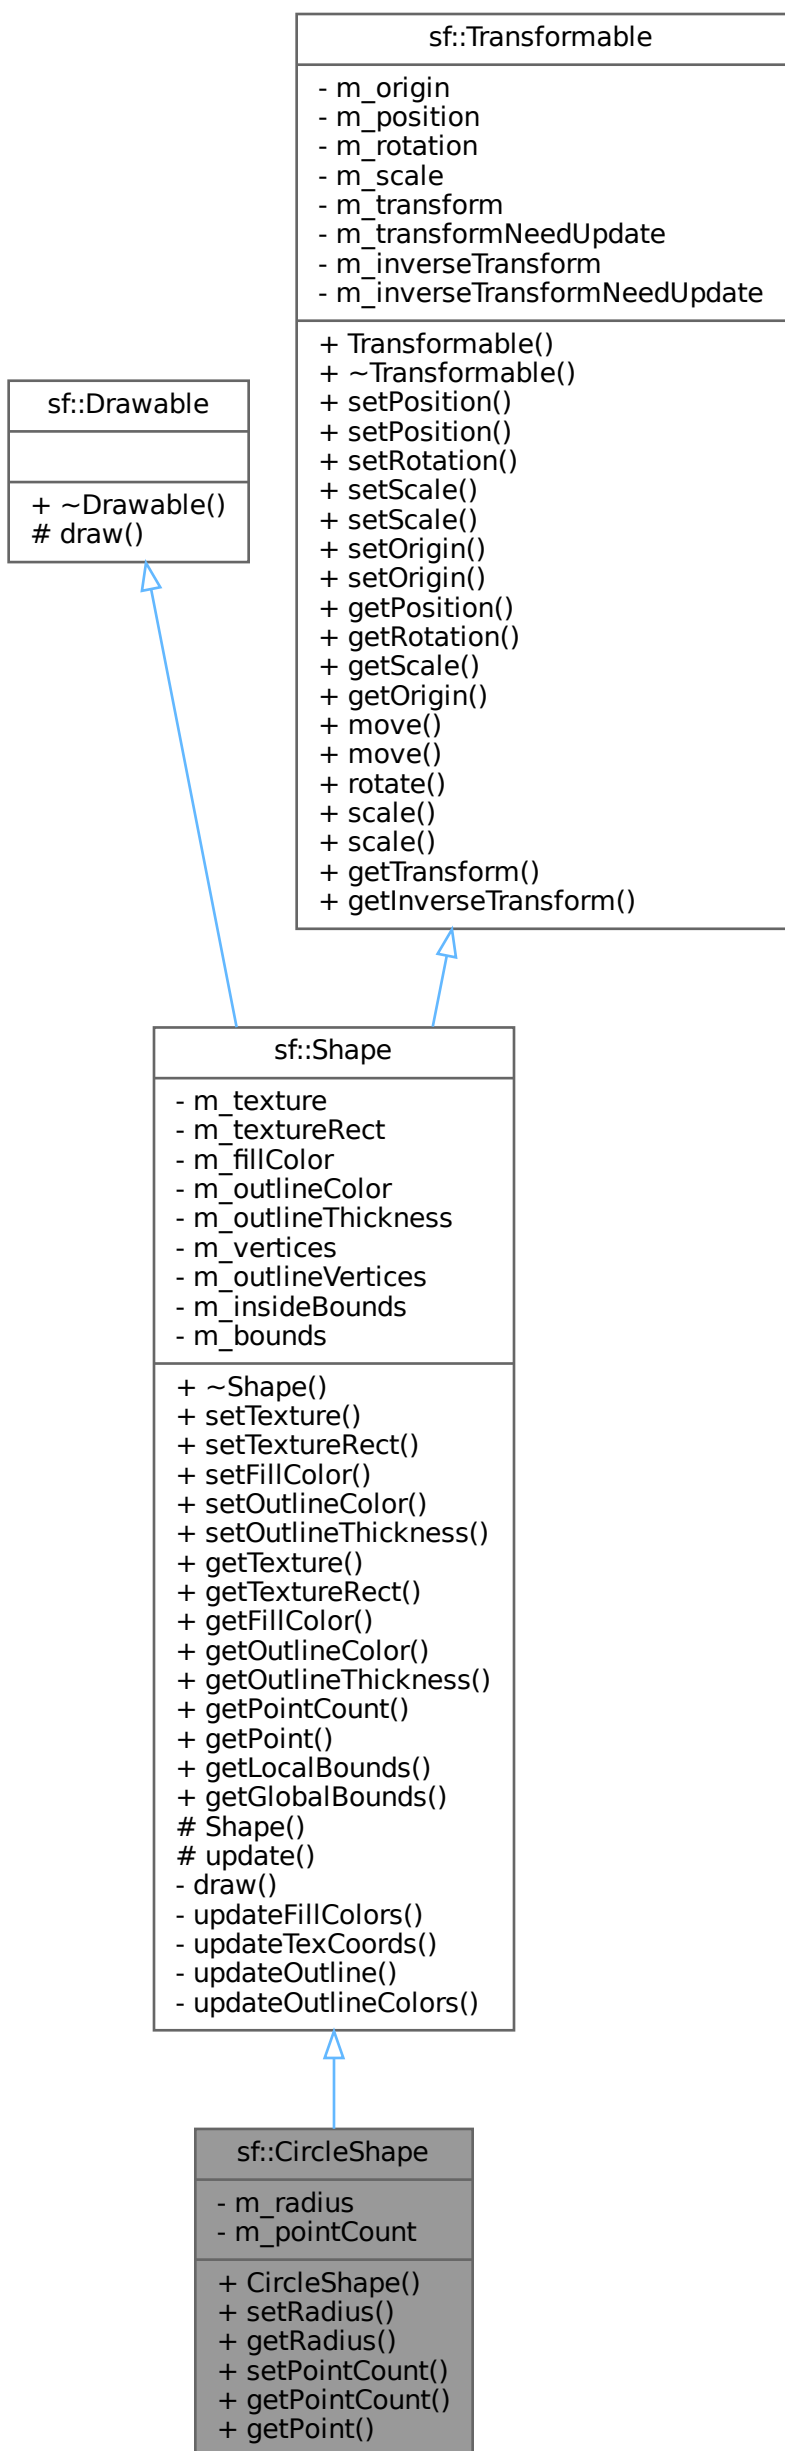 sf::Transformable
- m_origin
- m_position
- m_rotation
- m_scale
- m_transform
- m_transformNeedUpdate
- m_inverseTransform
- m_inverseTransformNeedUpdate
+ Transformable()
+ ~Transformable()
+ setPosition()
+ setPosition()
+ setRotation()
+ setScale()
+ setScale()
+ setOrigin()
+ setOrigin()
+ getPosition()
+ getRotation()
+ getScale()
+ getOrigin()
+ move()
+ move()
+ rotate()
+ scale()
+ scale()
+ getTransform()
+ getInverseTransform()
sf::Drawable
+ ~Drawable()
# draw()
sf::Shape
- m_texture
- m_textureRect
- m_fillColor
- m_outlineColor
- m_outlineThickness
- m_vertices
- m_outlineVertices
- m_insideBounds
- m_bounds
+ ~Shape()
+ setTexture()
+ setTextureRect()
+ setFillColor()
+ setOutlineColor()
+ setOutlineThickness()
+ getTexture()
+ getTextureRect()
+ getFillColor()
+ getOutlineColor()
+ getOutlineThickness()
+ getPointCount()
+ getPoint()
+ getLocalBounds()
+ getGlobalBounds()
# Shape()
# update()
- draw()
- updateFillColors()
- updateTexCoords()
- updateOutline()
- updateOutlineColors()
sf::CircleShape
- m_radius
- m_pointCount
+ CircleShape()
+ setRadius()
+ getRadius()
+ setPointCount()
+ getPointCount()
+ getPoint()